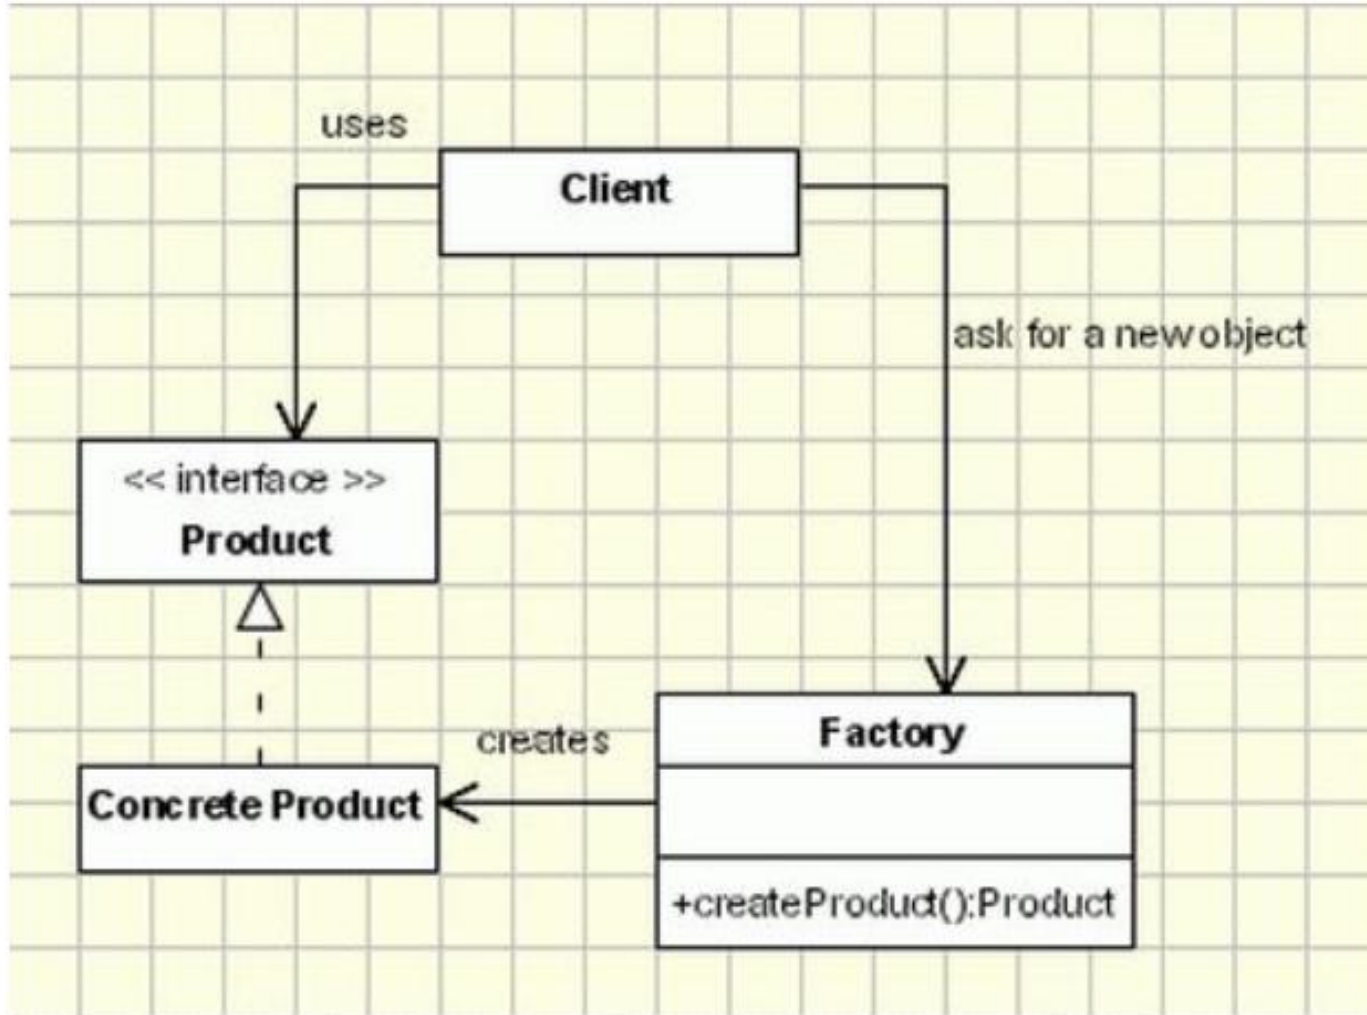 uses
Client
ask for a new object
<< interface >>
Product
creates
Factory
Concrete Product
+createProduct():Product